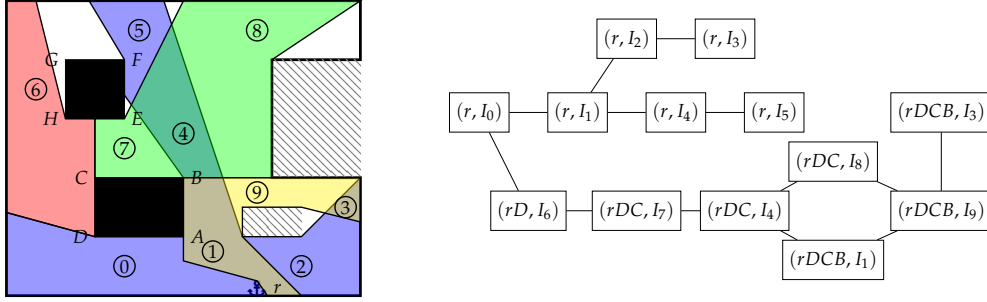 ⑤ ⑧
G F
⑥
H E
⑦ ④
C B
⑨
③
D A
① 
⓪ ②
r
(r, I₂) (r, I₃)
(r, I₀) (r, I₁) (r, I₄) (r, I₅) (rDCB, I₃)
(rDC, I₈)
(rD, I₆) (rDC, I₇) (rDC, I₄) (rDCB, I₉)
(rDCB, I₁)